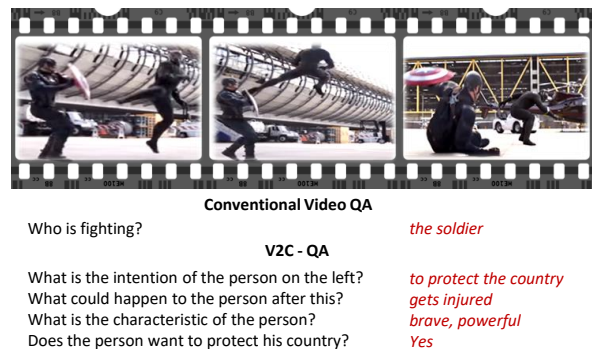 Conventional Video QA
Who is fighting? the soldier
V2C - QA
What is the intention of the person on the left? to protect the country
What could happen to the person after this? gets injured
What is the characteristic of the person? brave, powerful
Does the person want to protect his country? Yes